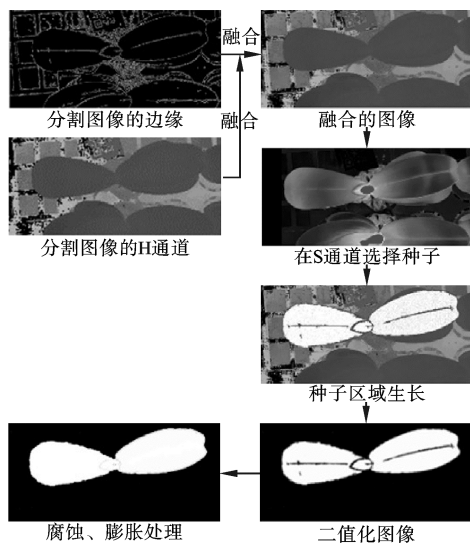 融合
分割图像的边缘
融合
融合的图像
分割图像的H通道
在S通道选择种子
种子区域生长
腐蚀、膨胀处理
二值化图像